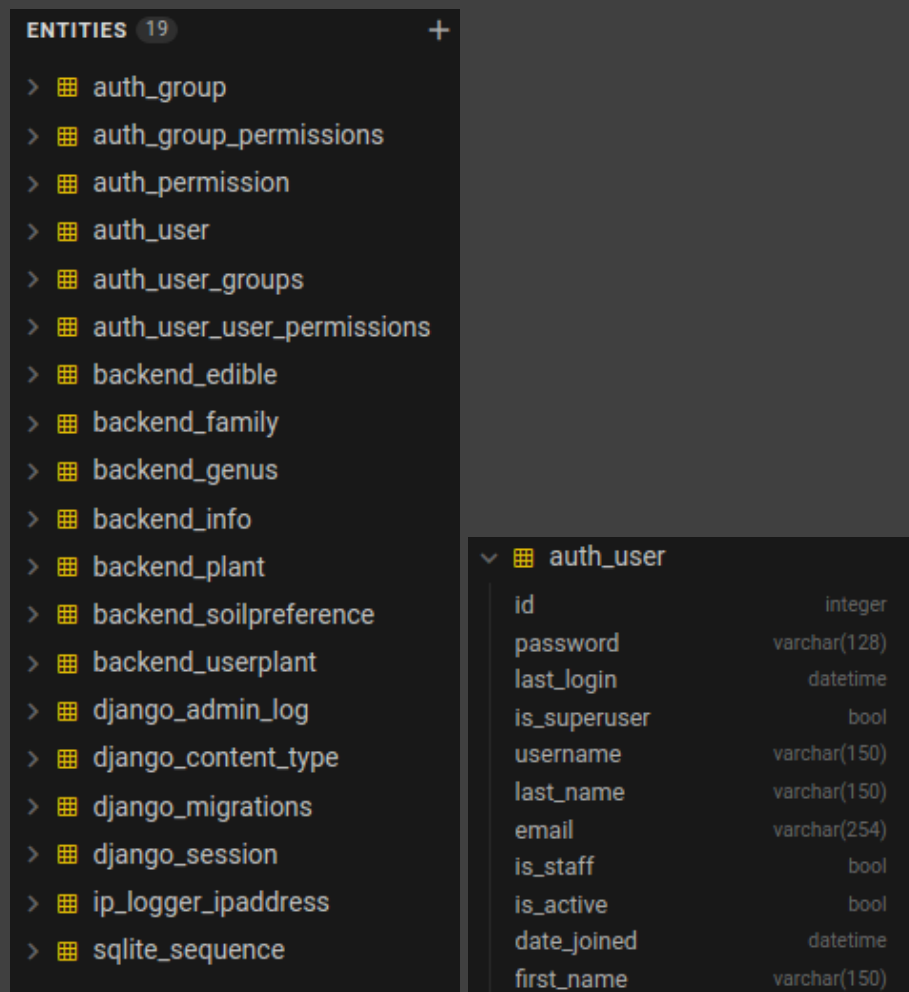 ENTITIES 19 +
auth_group
auth_group_permissions
auth_permission
auth_user
auth_user_groups
auth_user_user_permissions
backend_edible
backend_family
backend_genus
backend_info
backend_plant
backend_soilpreference
backend_userplant
django_admin_log
django_content_type
django_migrations
django_session
ip_logger_ipaddress
sqlite_sequence
auth_user
id integer
password varchar(128)
last_login datetime
is_superuser bool
username varchar(150)
last_name varchar(150)
email varchar(254)
is_staff bool
is_active bool
date_joined datetime
first_name varchar(150)